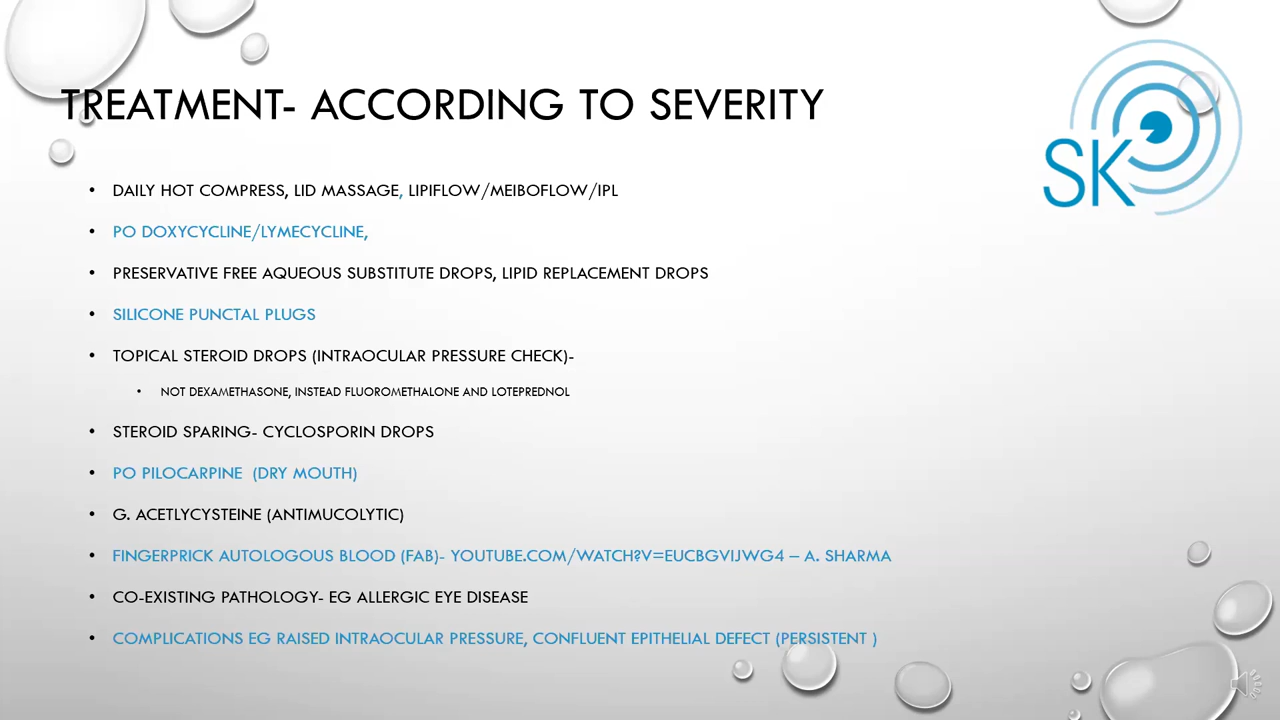 TREATMENT- ACCORDING TO SEVERITY
SK
• DAILY HOT COMPRESS, LID MASSAGE, LIPIFLOW/MEIBOFLOW/IPL
• PO DOXYCYCLINE/LYMECYCLINE,
• PRESERVATIVE FREE AQUEOUS SUBSTITUTE DROPS, LIPID REPLACEMENT DROPS
• SILICONE PUNCTAL PLUGS
• TOPICAL STEROID DROPS (INTRAOCULAR PRESSURE CHECK)-
• NOT DEXAMETHASONE, INSTEAD FLUOROMETHALONE AND LOTEPREDNOL
• STEROID SPARING- CYCLOSPORIN DROPS
• PO PILOCARPINE (DRY MOUTH)
• G. ACETLYCYSTEINE (ANTIMUCOLYTIC)
• FINGERPRICK AUTOLOGOUS BLOOD (FAB)- YOUTUBE.COM/WATCH?V=EUCBGVIJWG4 – A. SHARMA
• CO-EXISTING PATHOLOGY- EG ALLERGIC EYE DISEASE
• COMPLICATIONS EG RAISED INTRAOCULAR PRESSURE, CONFLUENT EPITHELIAL DEFECT (PERSISTENT )